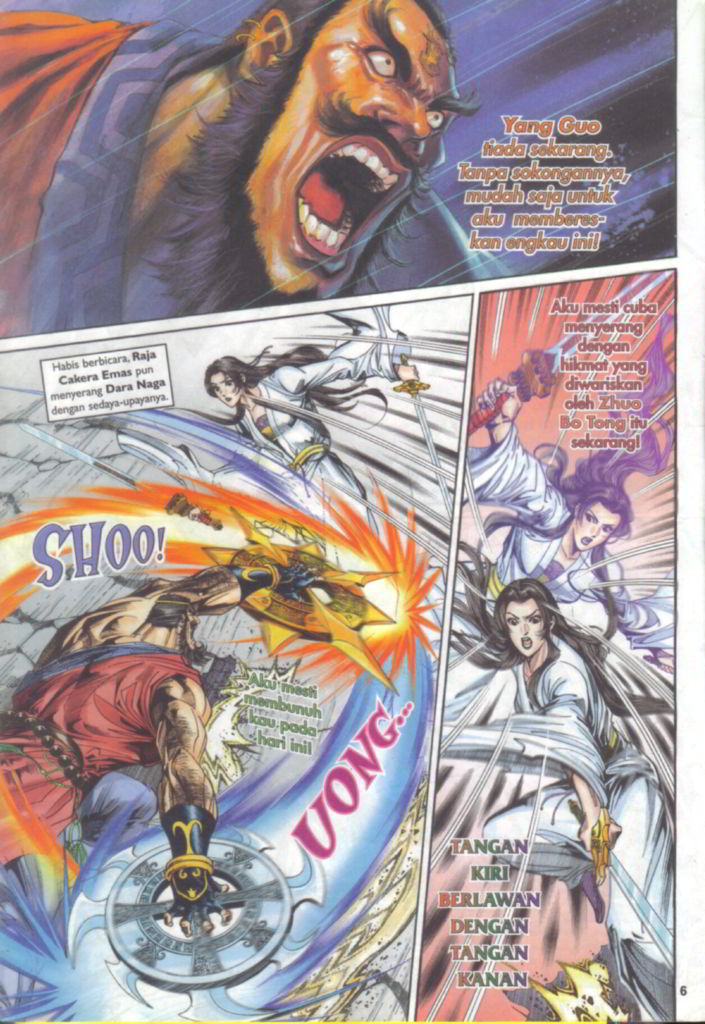 Yang Guo
tiada sekarang.
Tanpa sokongannya,
mudah saja untuk
aku memberes-
kan engkau ini!
Habis berbicara, Raja
Cakera Emas pun
menyerang Dara Naga
dengan sedaya-upayanya.
SHOO!
Aku mesti
membunuh
kau pada
hari ini!
UONG...
Aku mesti cuba
menyerang
dengan
hikmat yang
diwariskan
oleh Zhuo
Bo Tong itu
sekarang!
TANGAN
KIRI
BERLAWAN
DENGAN
TANGAN
KANAN
6